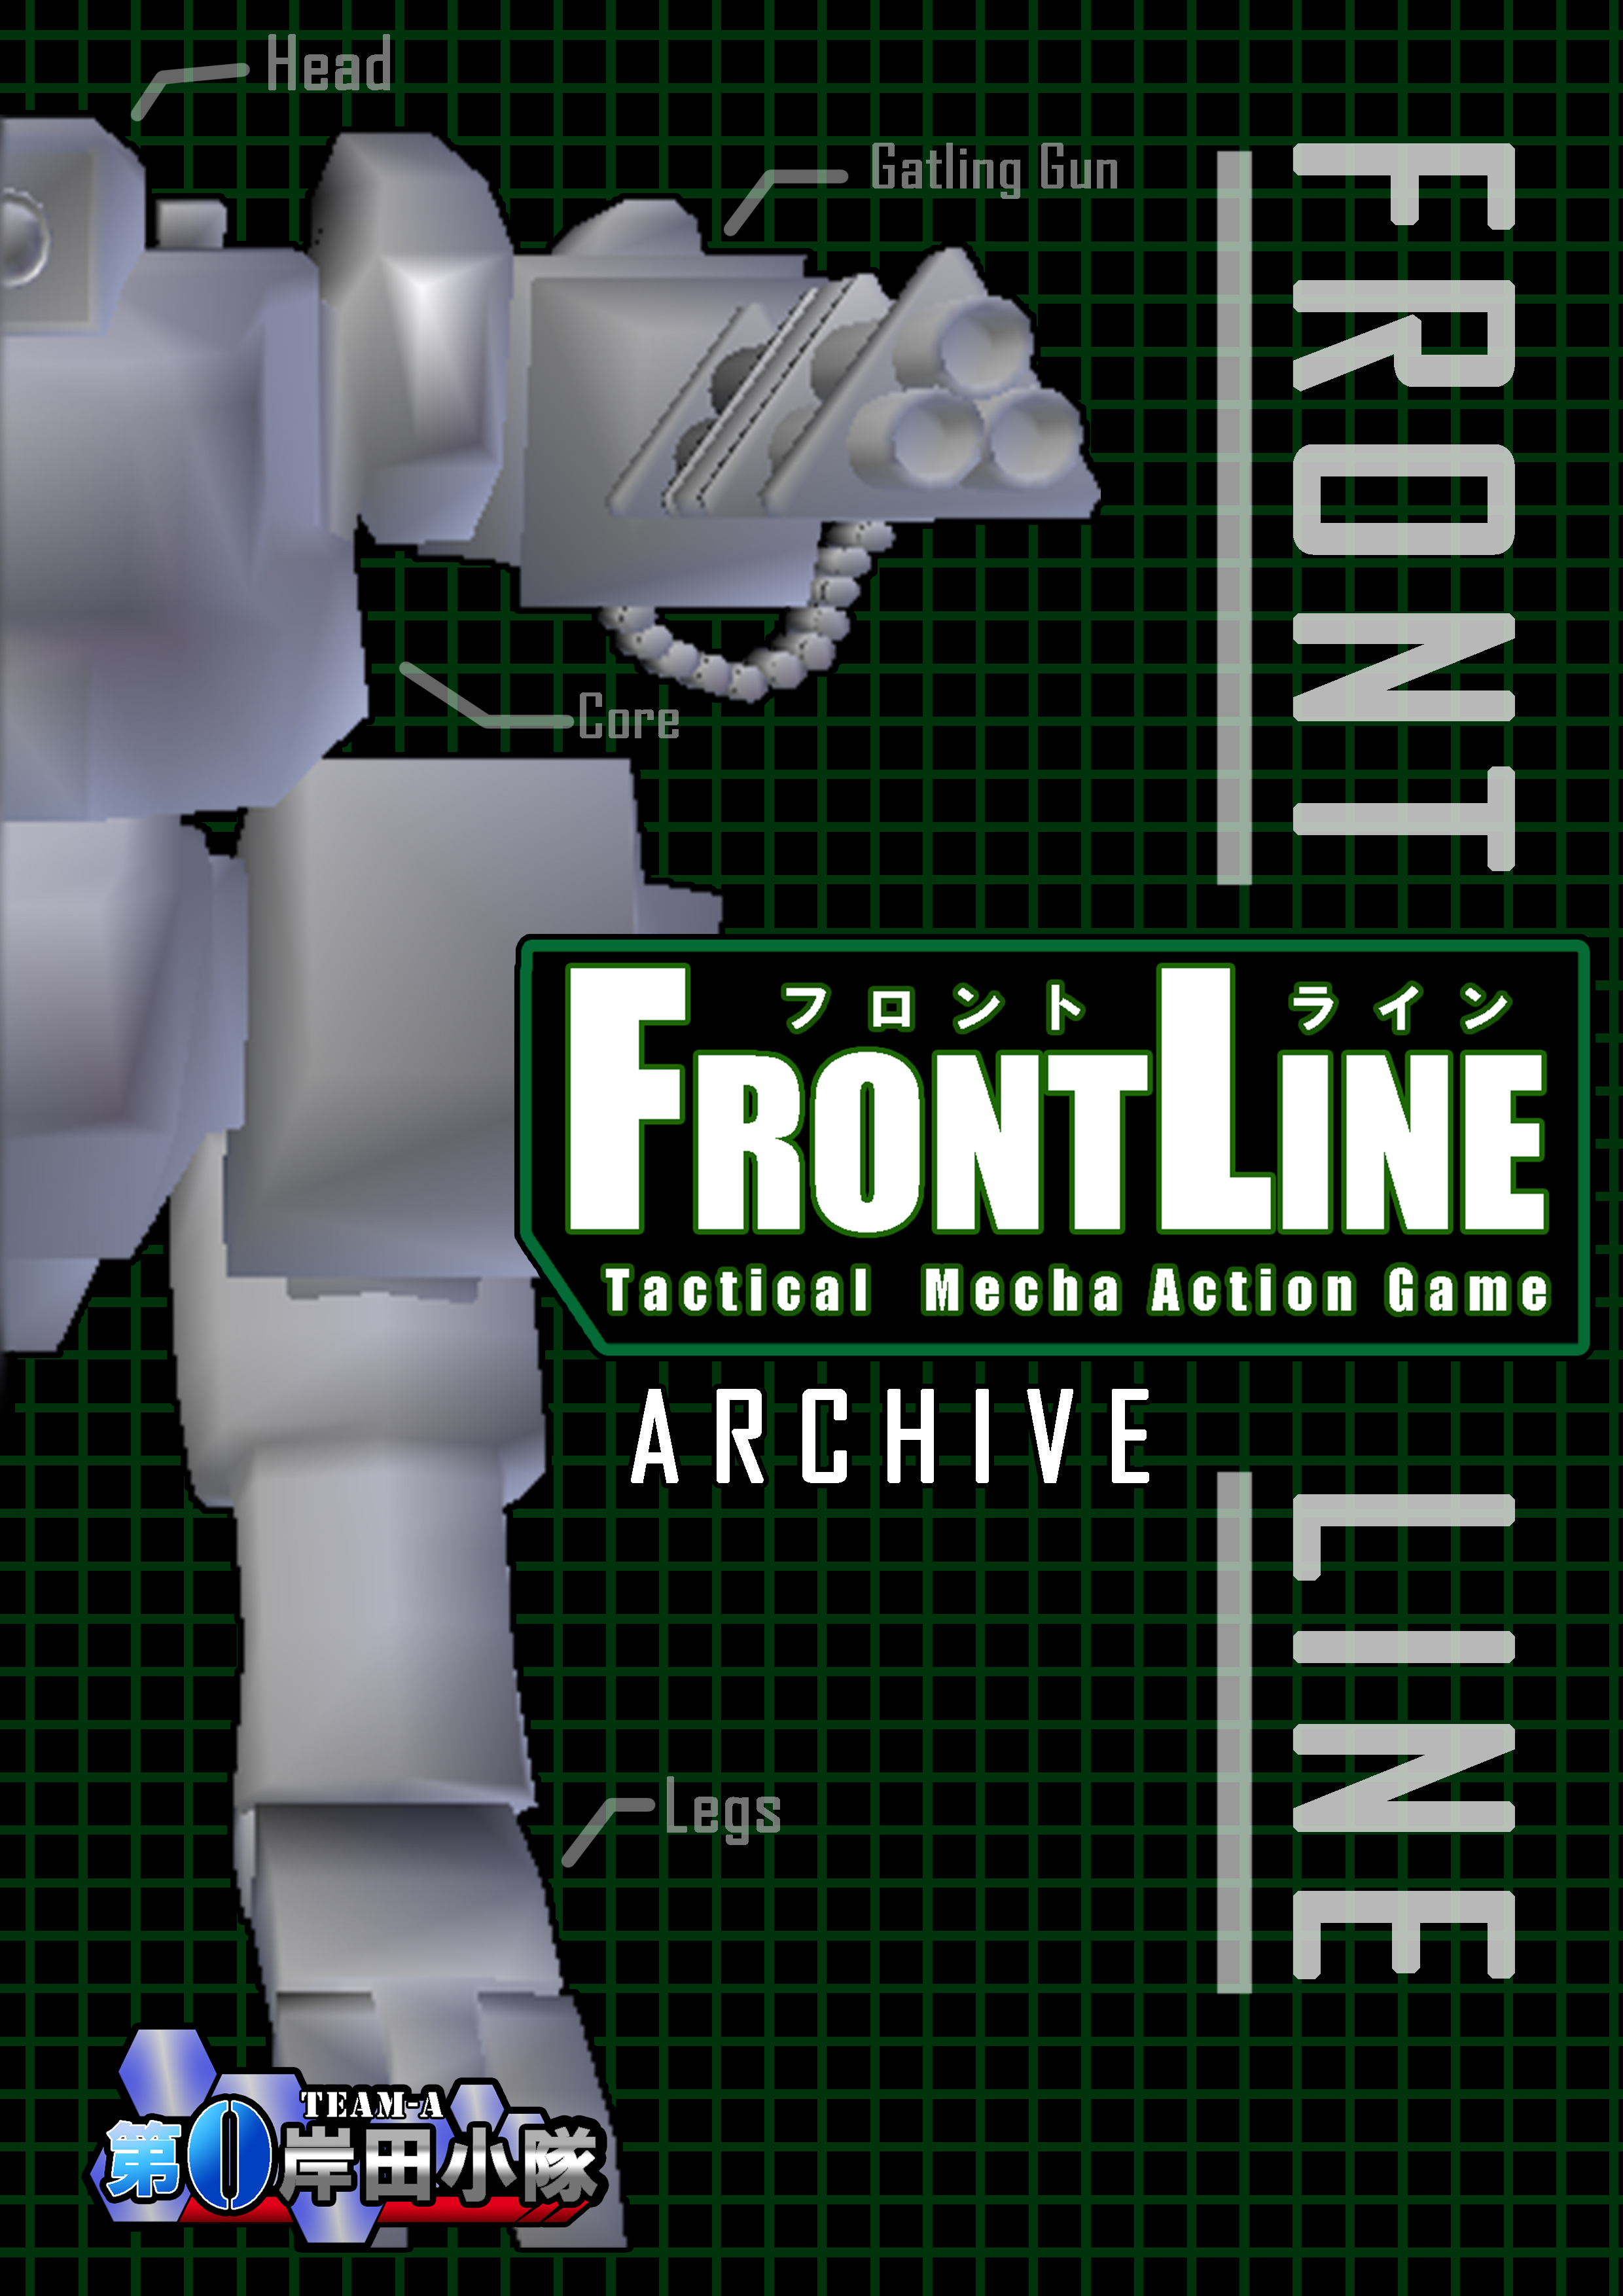 Head
Gatling Gun
FRONT
Core
フロント ライン
FRONTLINE
Tactical Mecha Action Game
ARCHIVE
LINE
Legs
TEAM-A
第0岸田小隊